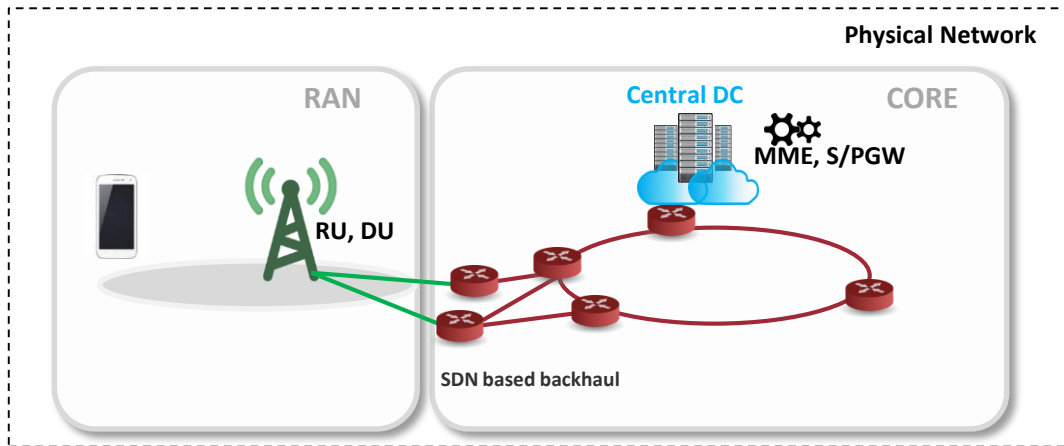 Physical Network
RAN
CORE
Central DC
MME, S/PGW
RU, DU
SDN based backhaul